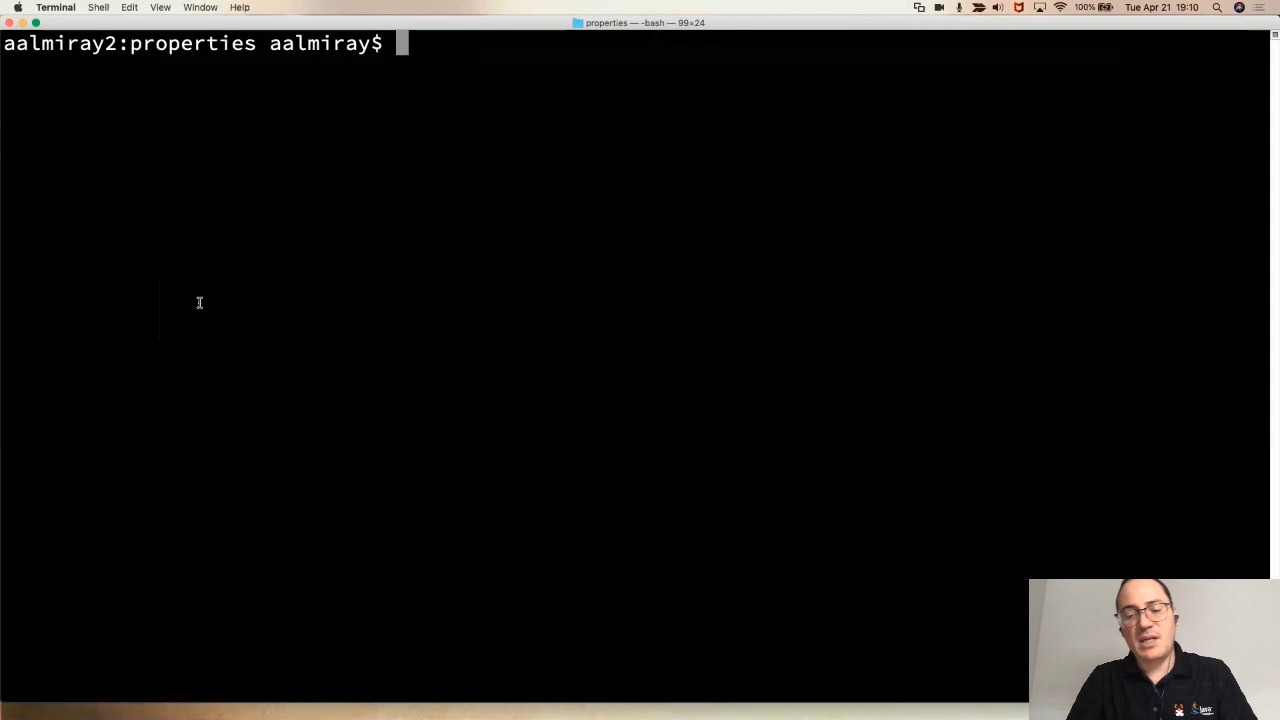 Terminal Shell Edit View Window Help 100% Tue Apr 21 19:10
properties — -bash — 99×24
aalmiray2:properties aalmiray$
Java